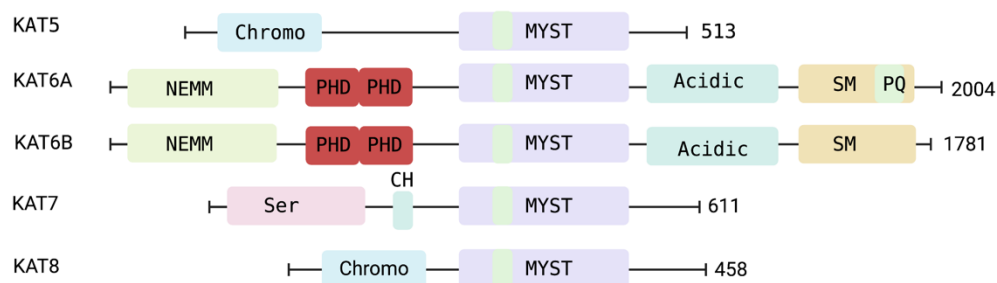 KAT5 Chromo MYST 513
KAT6A NEMM PHD PHD MYST Acidic SM PQ 2004
KAT6B NEMM PHD PHD MYST Acidic SM 1781
CH
KAT7 Ser MYST 611
KAT8 Chromo MYST 458